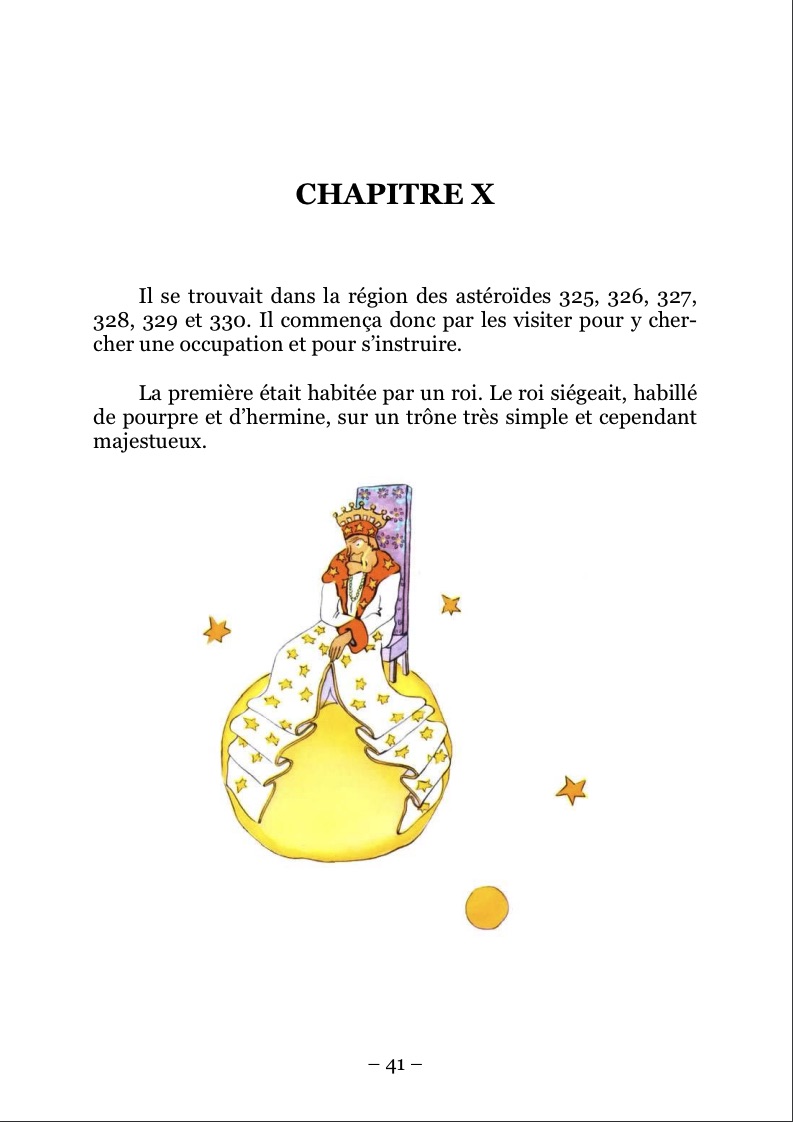 CHAPITRE X
Il se trouvait dans la région des astéroïdes 325, 326, 327,
328, 329 et 330. Il commença donc par les visiter pour y cher-
cher une occupation et pour s’instruire.
La première était habitée par un roi. Le roi siégeait, habillé
de pourpre et d’hermine, sur un trône très simple et cependant
majestueux.
– 41 –